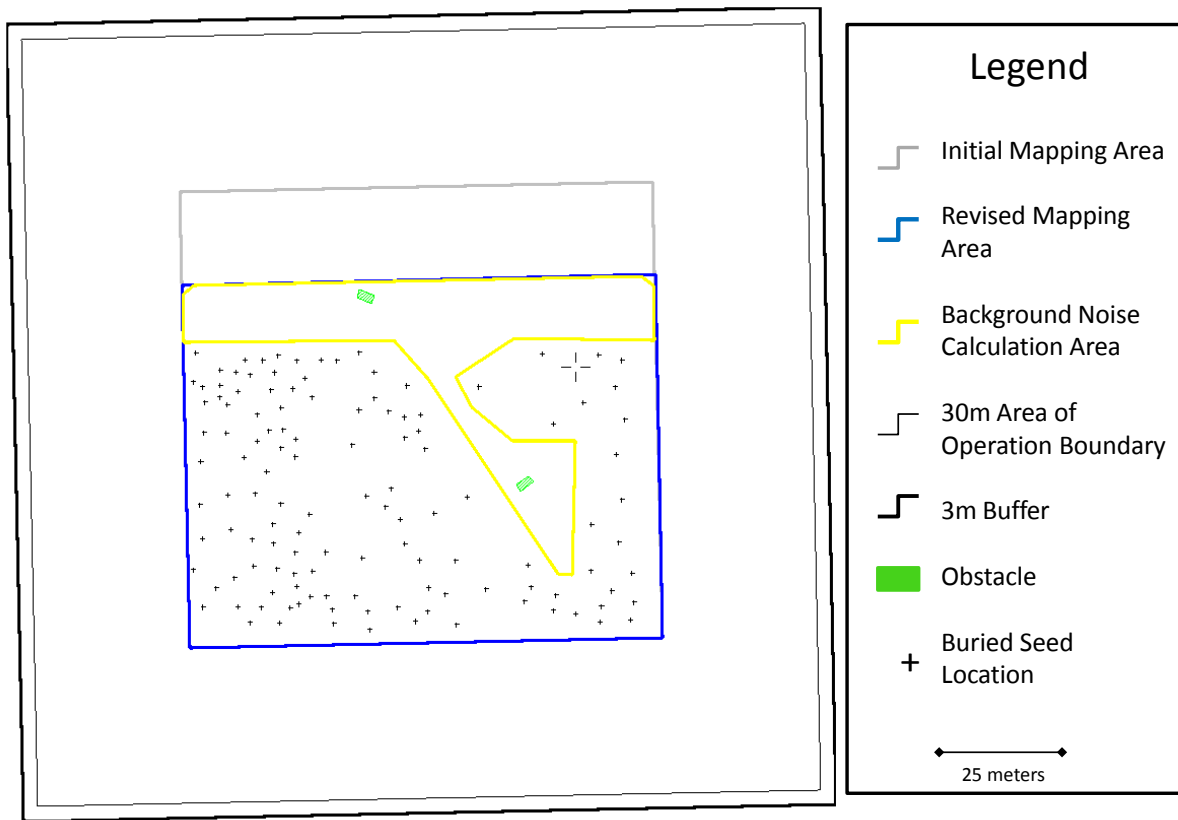 Legend
Initial Mapping Area
Revised Mapping
Area
Background Noise
Calculation Area
30m Area of
Operation Boundary
3m Buffer
Obstacle
Buried Seed
Location
25 meters